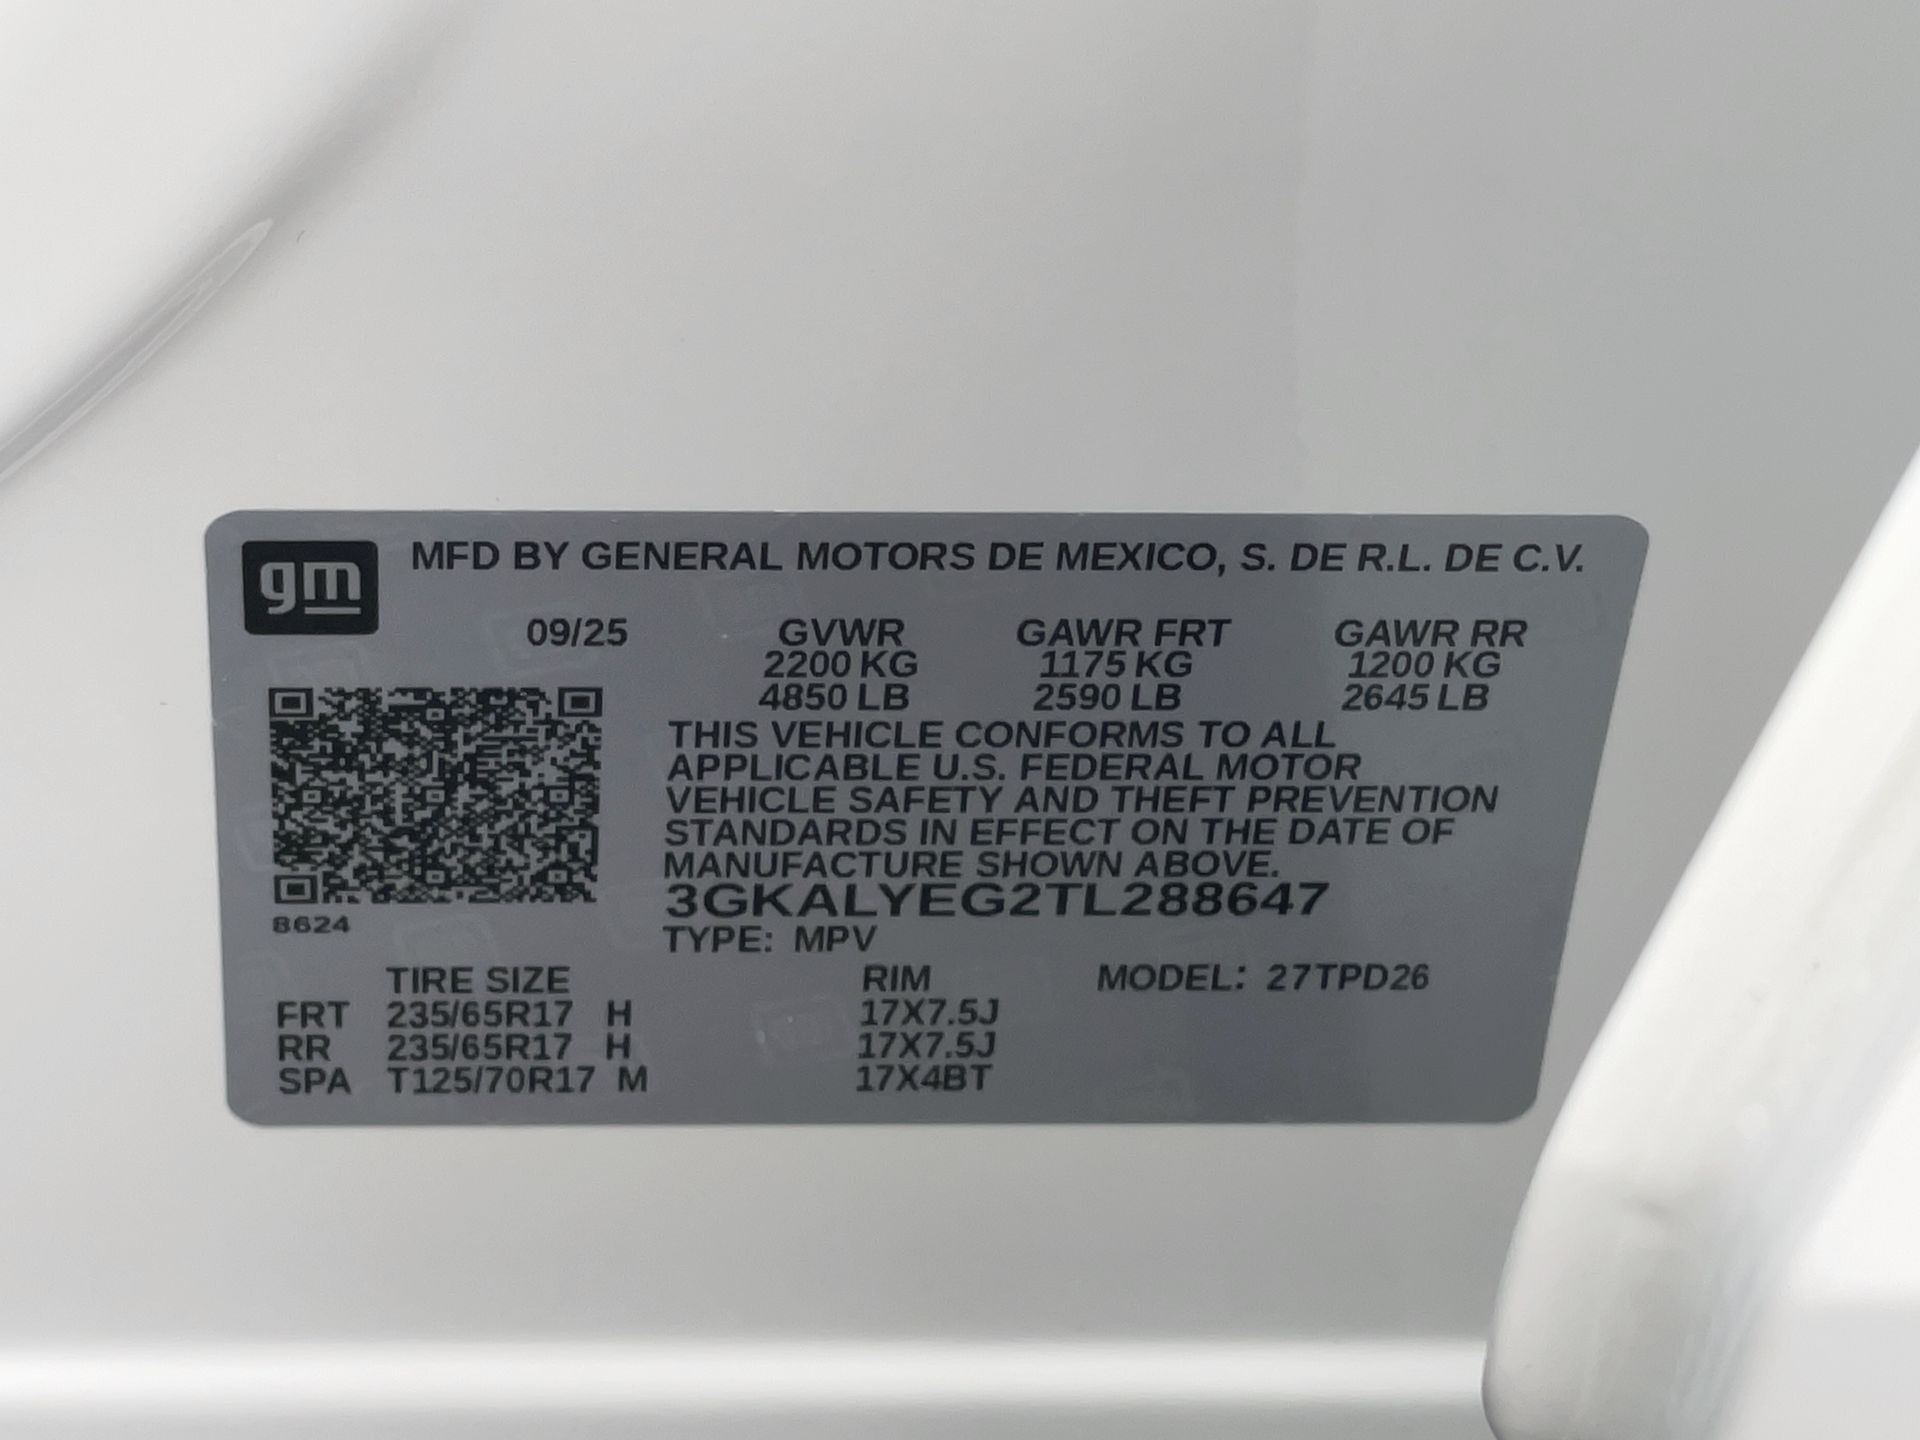 gm MFD BY GENERAL MOTORS DE MEXICO, S. DE R.L. DE C.V.
09/25 GVWR GAWR FRT GAWR RR
2200 KG 1175 KG 1200 KG
4850 LB 2590 LB 2645 LB
THIS VEHICLE CONFORMS TO ALL
APPLICABLE U.S. FEDERAL MOTOR
VEHICLE SAFETY AND THEFT PREVENTION
STANDARDS IN EFFECT ON THE DATE OF
MANUFACTURE SHOWN ABOVE.
3GKALYEG2TL288647
8624
TYPE: MPV
TIRE SIZE RIM MODEL: 27TPD26
FRT 235/65R17 H 17X7.5J
RR 235/65R17 H 17X7.5J
SPA T125/70R17 M 17X4BT